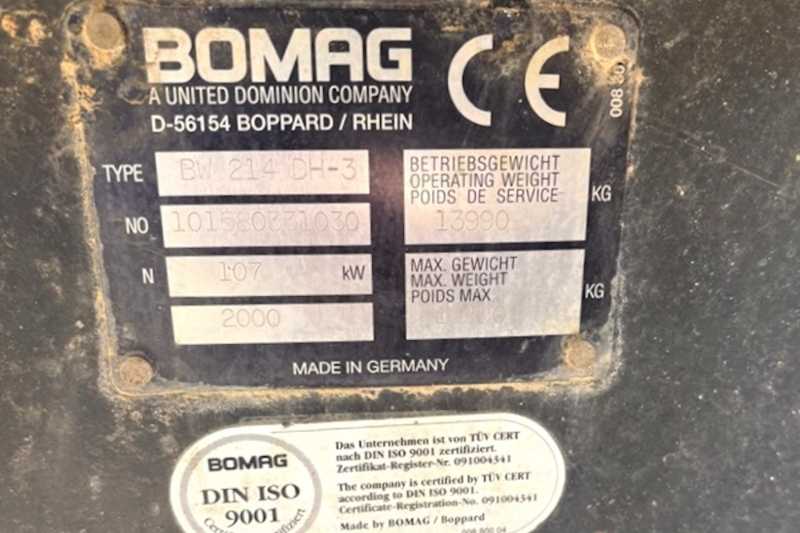 BOMAG
A UNITED DOMINION COMPANY
D-56154 BOPPARD / RHEIN
CE
TYPE BW 214 DH-3
BETRIEBSGEWICHT
OPERATING WEIGHT
POIDS DE SERVICE
13990 KG
NO
N 107 kW
MAX. GEWICHT
MAX. WEIGHT
POIDS MAX
KG
2000
MADE IN GERMANY
BOMAG
DIN ISO
9001
Das Unternehmen ist von TÜV CERT
nach DIN ISO 9001 zertifiziert.
Zertifikat-Register-Nr. 091004341
The company is certified by TÜV CERT
according to DIN ISO 9001.
Certificate-Registration-No. 091004341
Made by BOMAG / Boppard